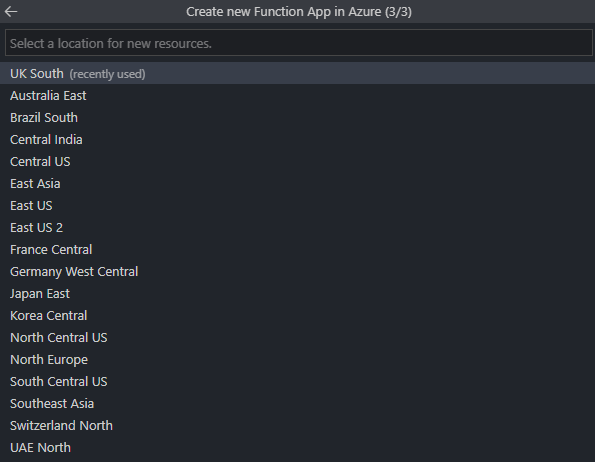 Create new Function App in Azure (3/3)
Select a location for new resources.
UK South (recently used)
Australia East
Brazil South
Central India
Central US
East Asia
East US
East US 2
France Central
Germany West Central
Japan East
Korea Central
North Central US
North Europe
South Central US
Southeast Asia
Switzerland North
UAE North